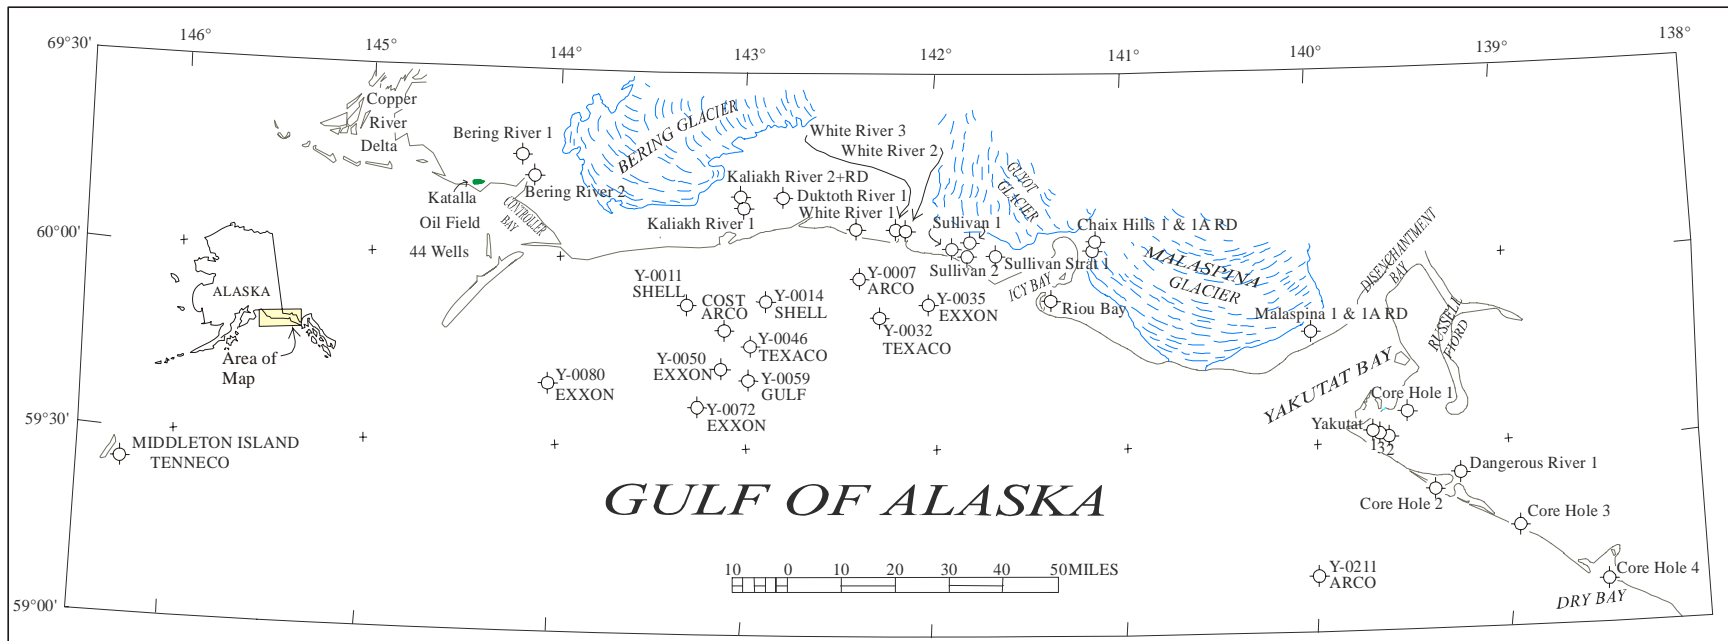 146°
145°
144°
143°
142°
141°
140°
139°
138°
69°30'
60°00'
59°30'
59°00'
Copper
River
Delta
Bering River 1
Bering River 2
Katalla
Oil Field
44 Wells
CONTROLLER
BAY
BERING GLACIER
White River 3
White River 2
Kaliakh River 2+RD
Duktoth River 1
Kaliakh River 1
White River 1
GUYOT
GLACIER
Sullivan 1
Sullivan 2
Sullivan Strat 1
Chaix Hills 1 & 1A RD
ICY BAY
Riou Bay
MALASPINA
GLACIER
Malaspina 1 & 1A RD
DISENCHANTMENT
BAY
RUSSELL
FIORD
YAKUTAT BAY
ALASKA
Area of
Map
Y-0011
SHELL
COST
ARCO
Y-0014
SHELL
Y-0046
TEXACO
Y-0050
EXXON
Y-0059
GULF
Y-0072
EXXON
Y-0080
EXXON
Y-0007
ARCO
Y-0032
TEXACO
Y-0035
EXXON
MIDDLETON ISLAND
TENNECO
Core Hole 1
Yakutat
132
Dangerous River 1
Core Hole 2
Core Hole 3
Core Hole 4
DRY BAY
Y-0211
ARCO
GULF OF ALASKA
10 0 10 20 30 40 50 MILES